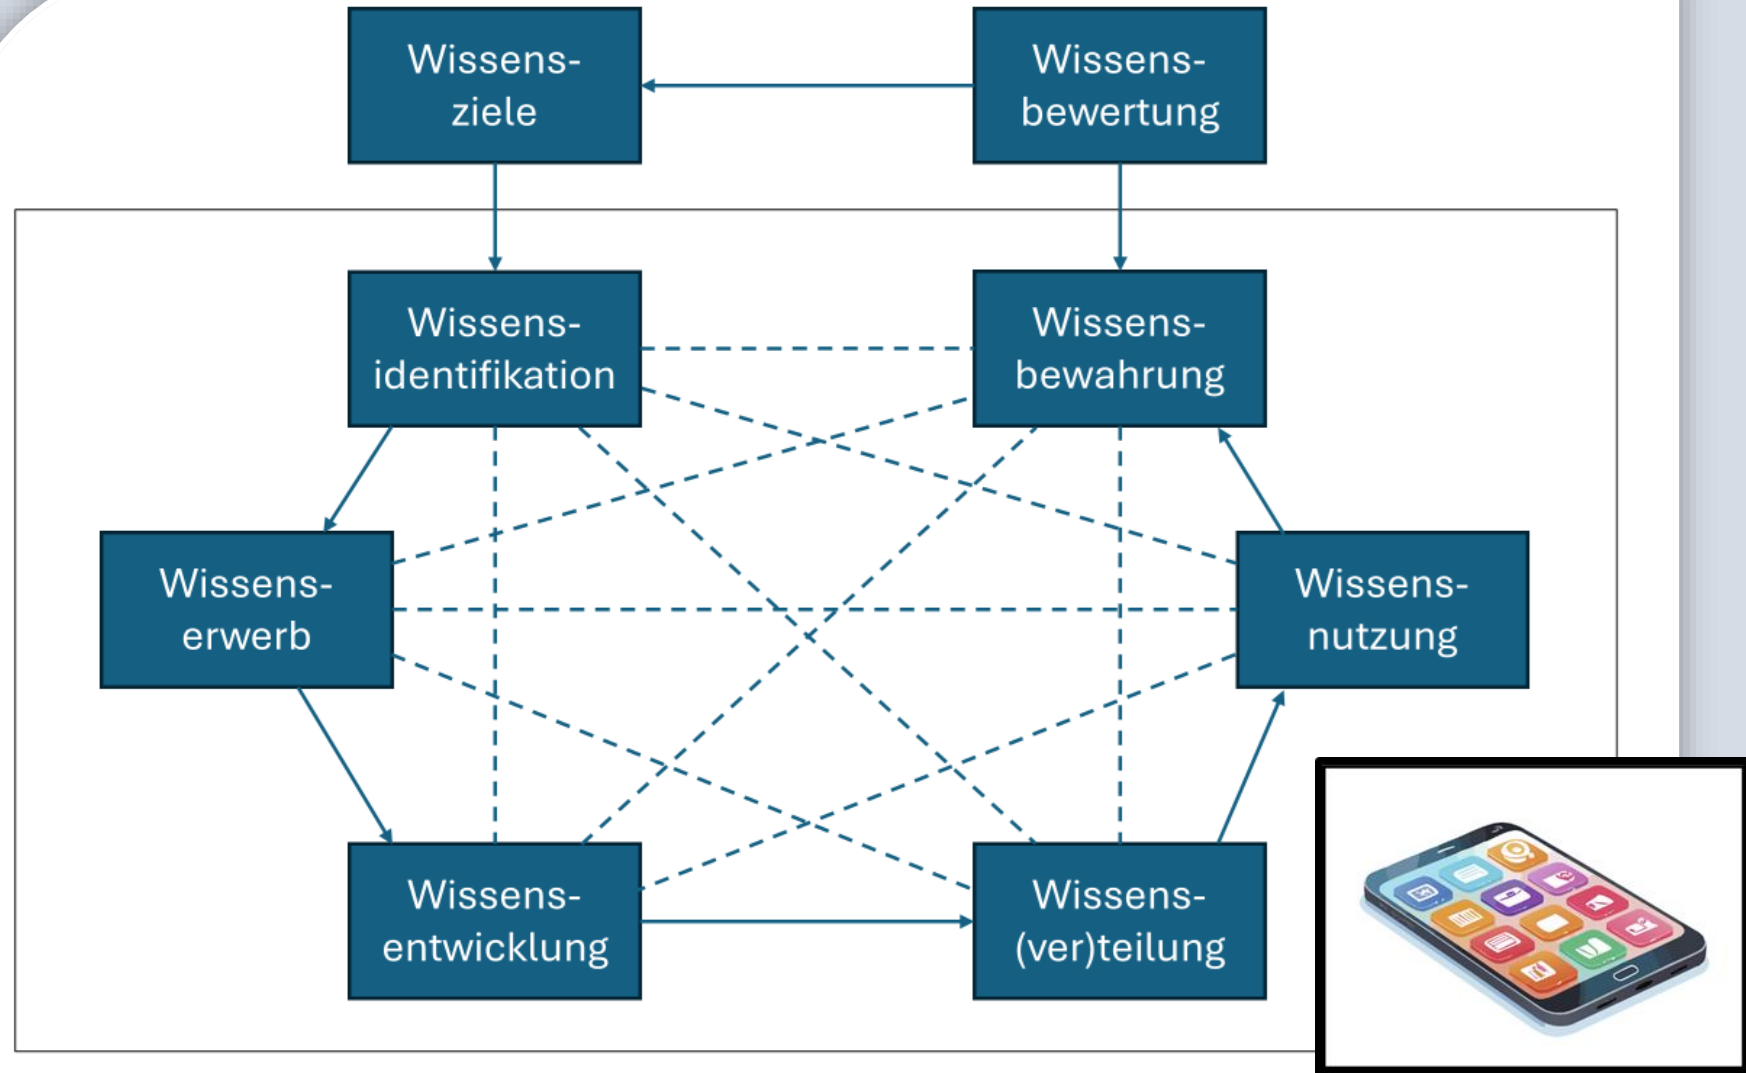 Wissens-
ziele
Wissens-
bewertung
Wissens-
identifikation
Wissens-
bewahrung
Wissens-
erwerb
Wissens-
nutzung
Wissens-
entwicklung
Wissens-
(ver)teilung